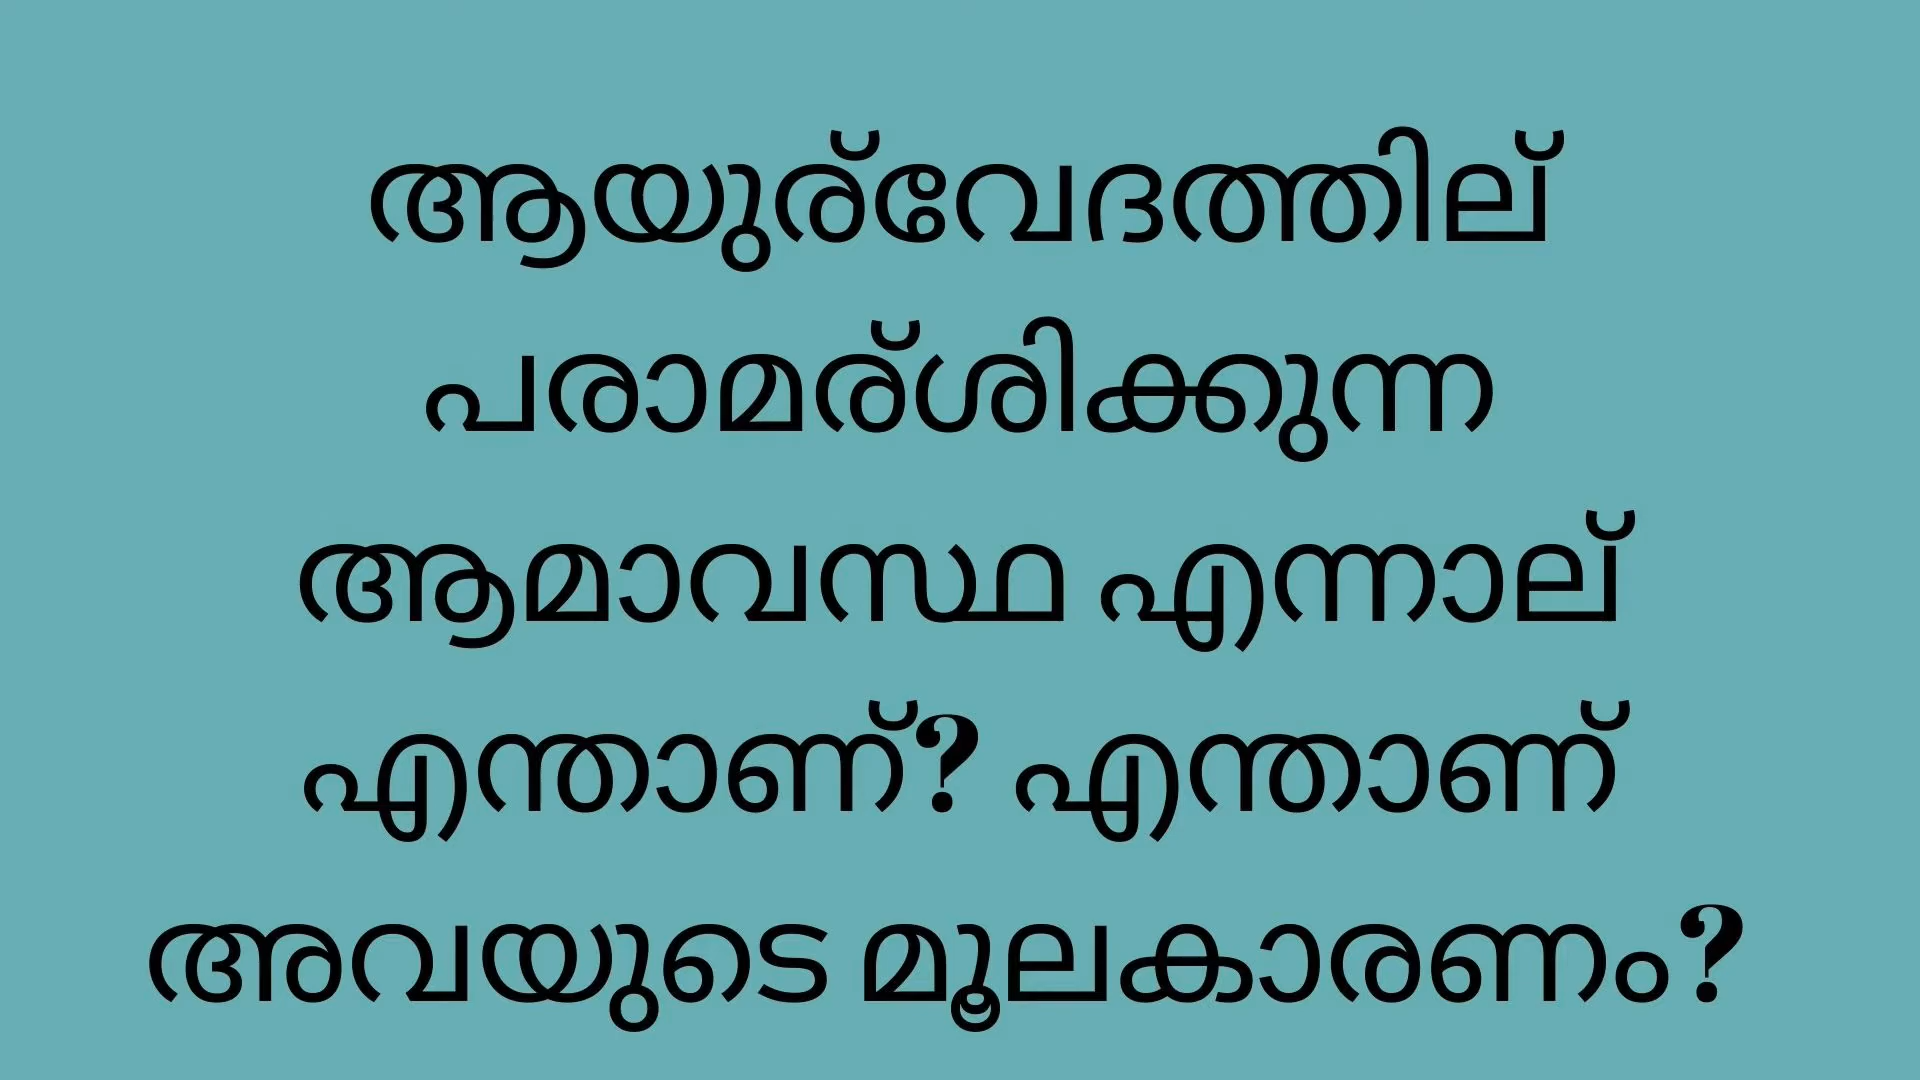 ആയുര്‌വേദത്തില്
പരാമര്‌ശിക്കുന്ന
ആമാവസ്ഥ എന്നാല്
എന്താണ്? എന്താണ്
അവയുടെ മൂലകാരണം?